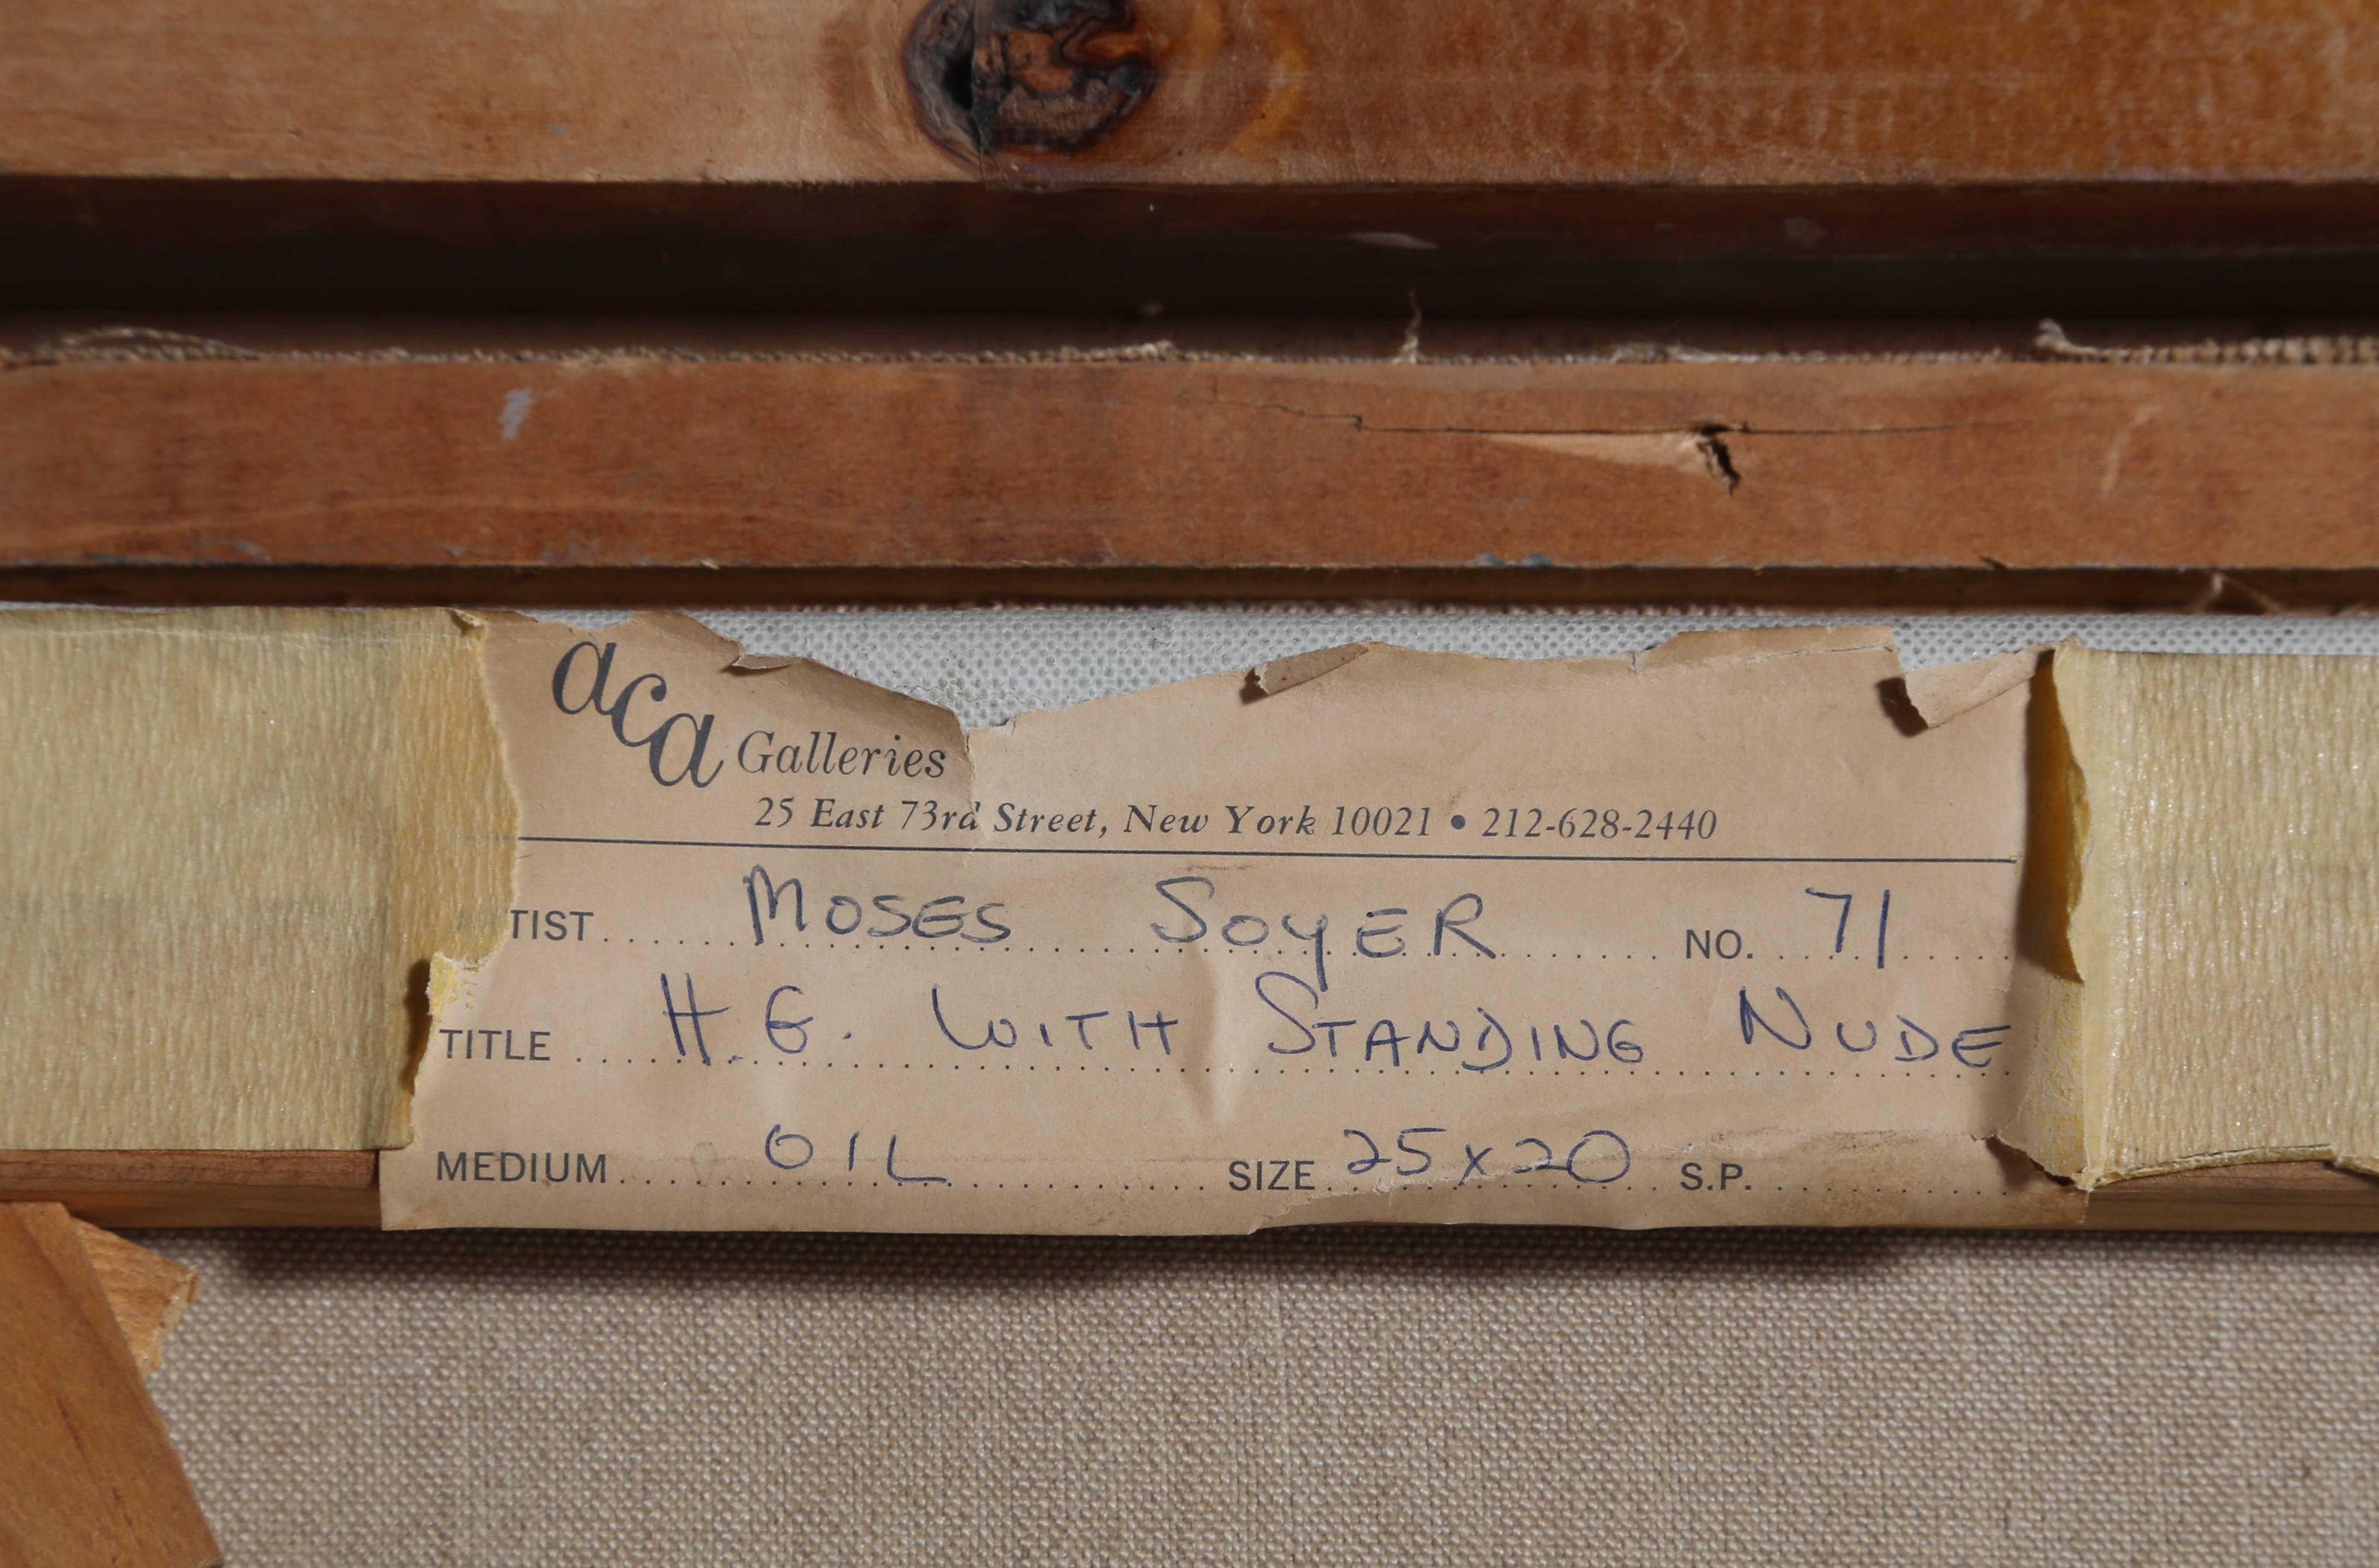 aca Galleries
25 East 73rd Street, New York 10021 • 212-628-2440
TIST MOSES SOYER NO. 71
TITLE H.G. WITH STANDING NUDE
MEDIUM OIL SIZE 25x20 S.P.